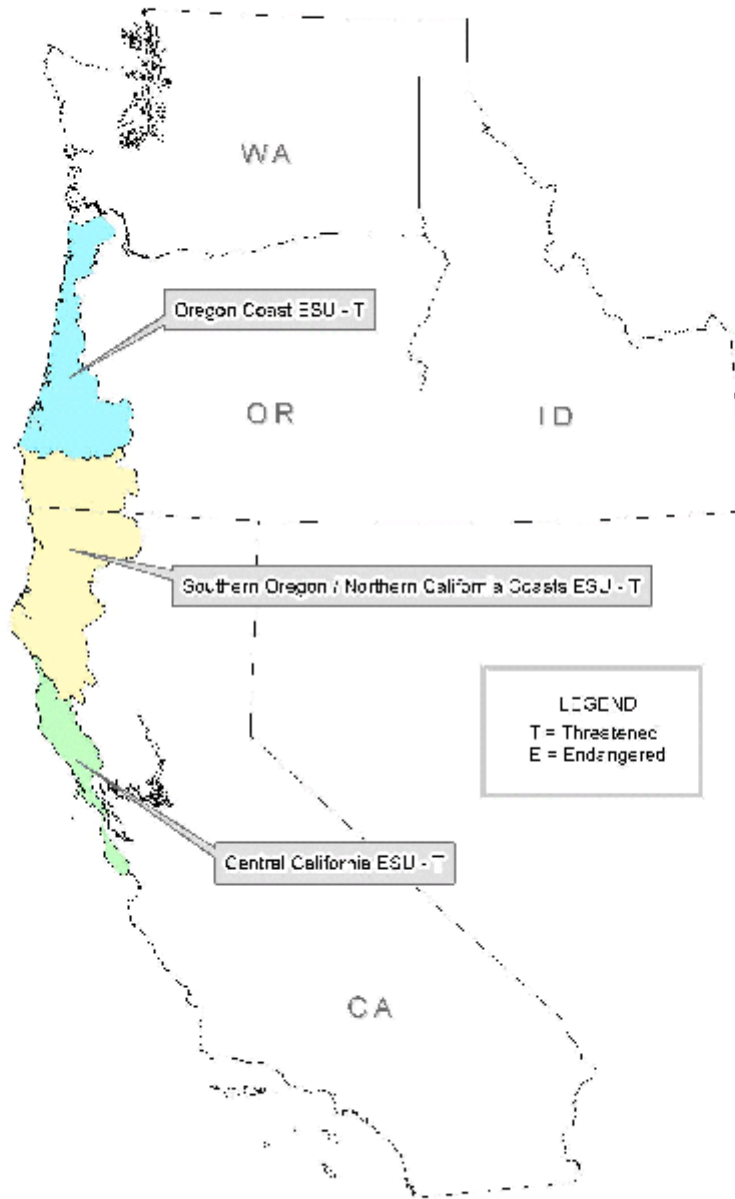 WA
Oregon Coast ESU - T
OR
ID
Southern Oregon / Northern California Coasts ESU - T
LEGEND
T = Threatened
E = Endangered
Central California ESU - T
CA